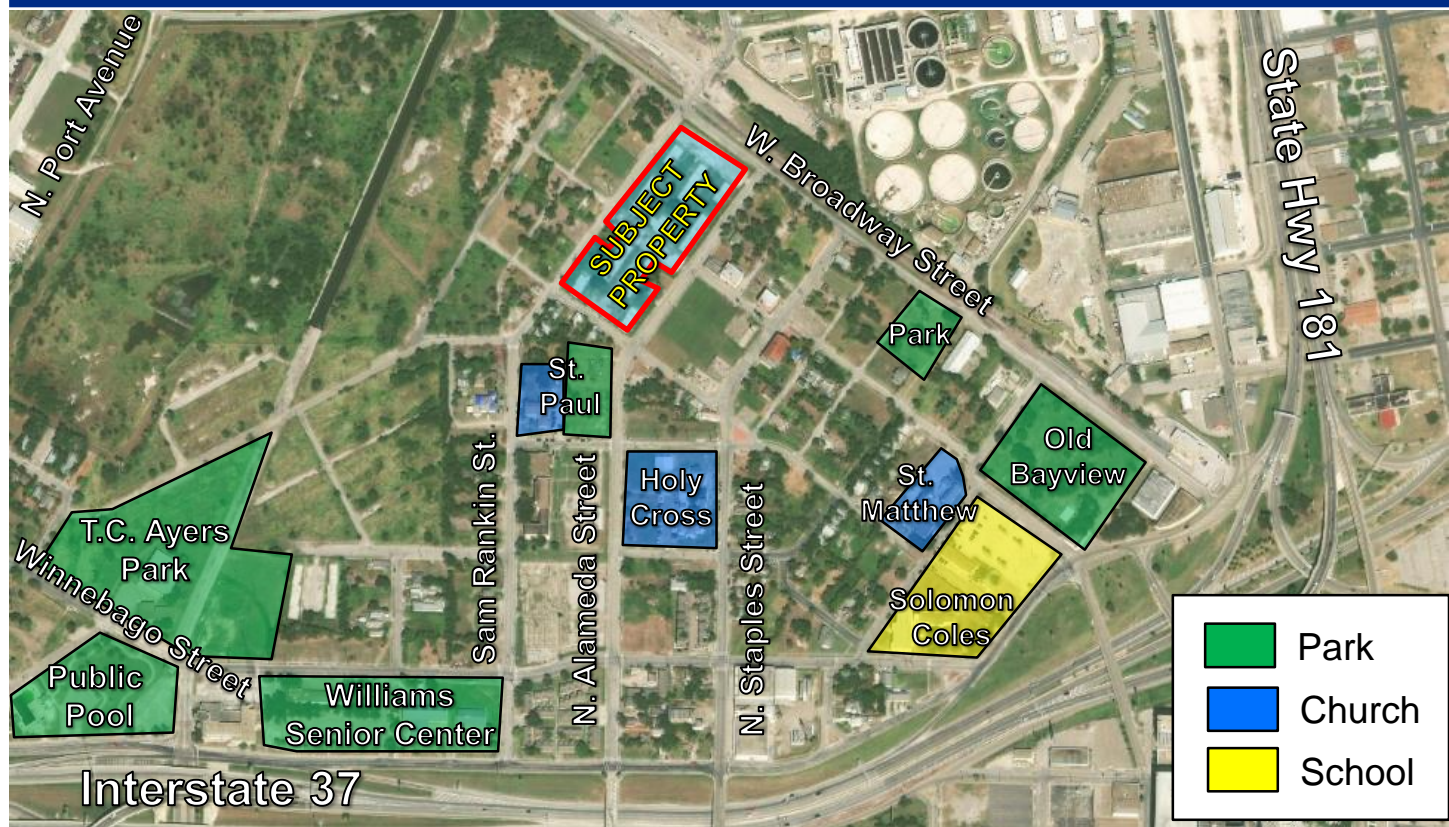 N. Port Avenue
State Hwy 181
W. Broadway Street
SUBJECT
PROPERTY
Park
St.
Paul
Old
Bayview
Holy
Cross
St.
Matthew
Sam Rankin St.
N. Alameda Street
N. Staples Street
T.C. Ayers
Park
Winnebago Street
Solomon
Coles
Public
Pool
Williams
Senior Center
Interstate 37
Park
Church
School